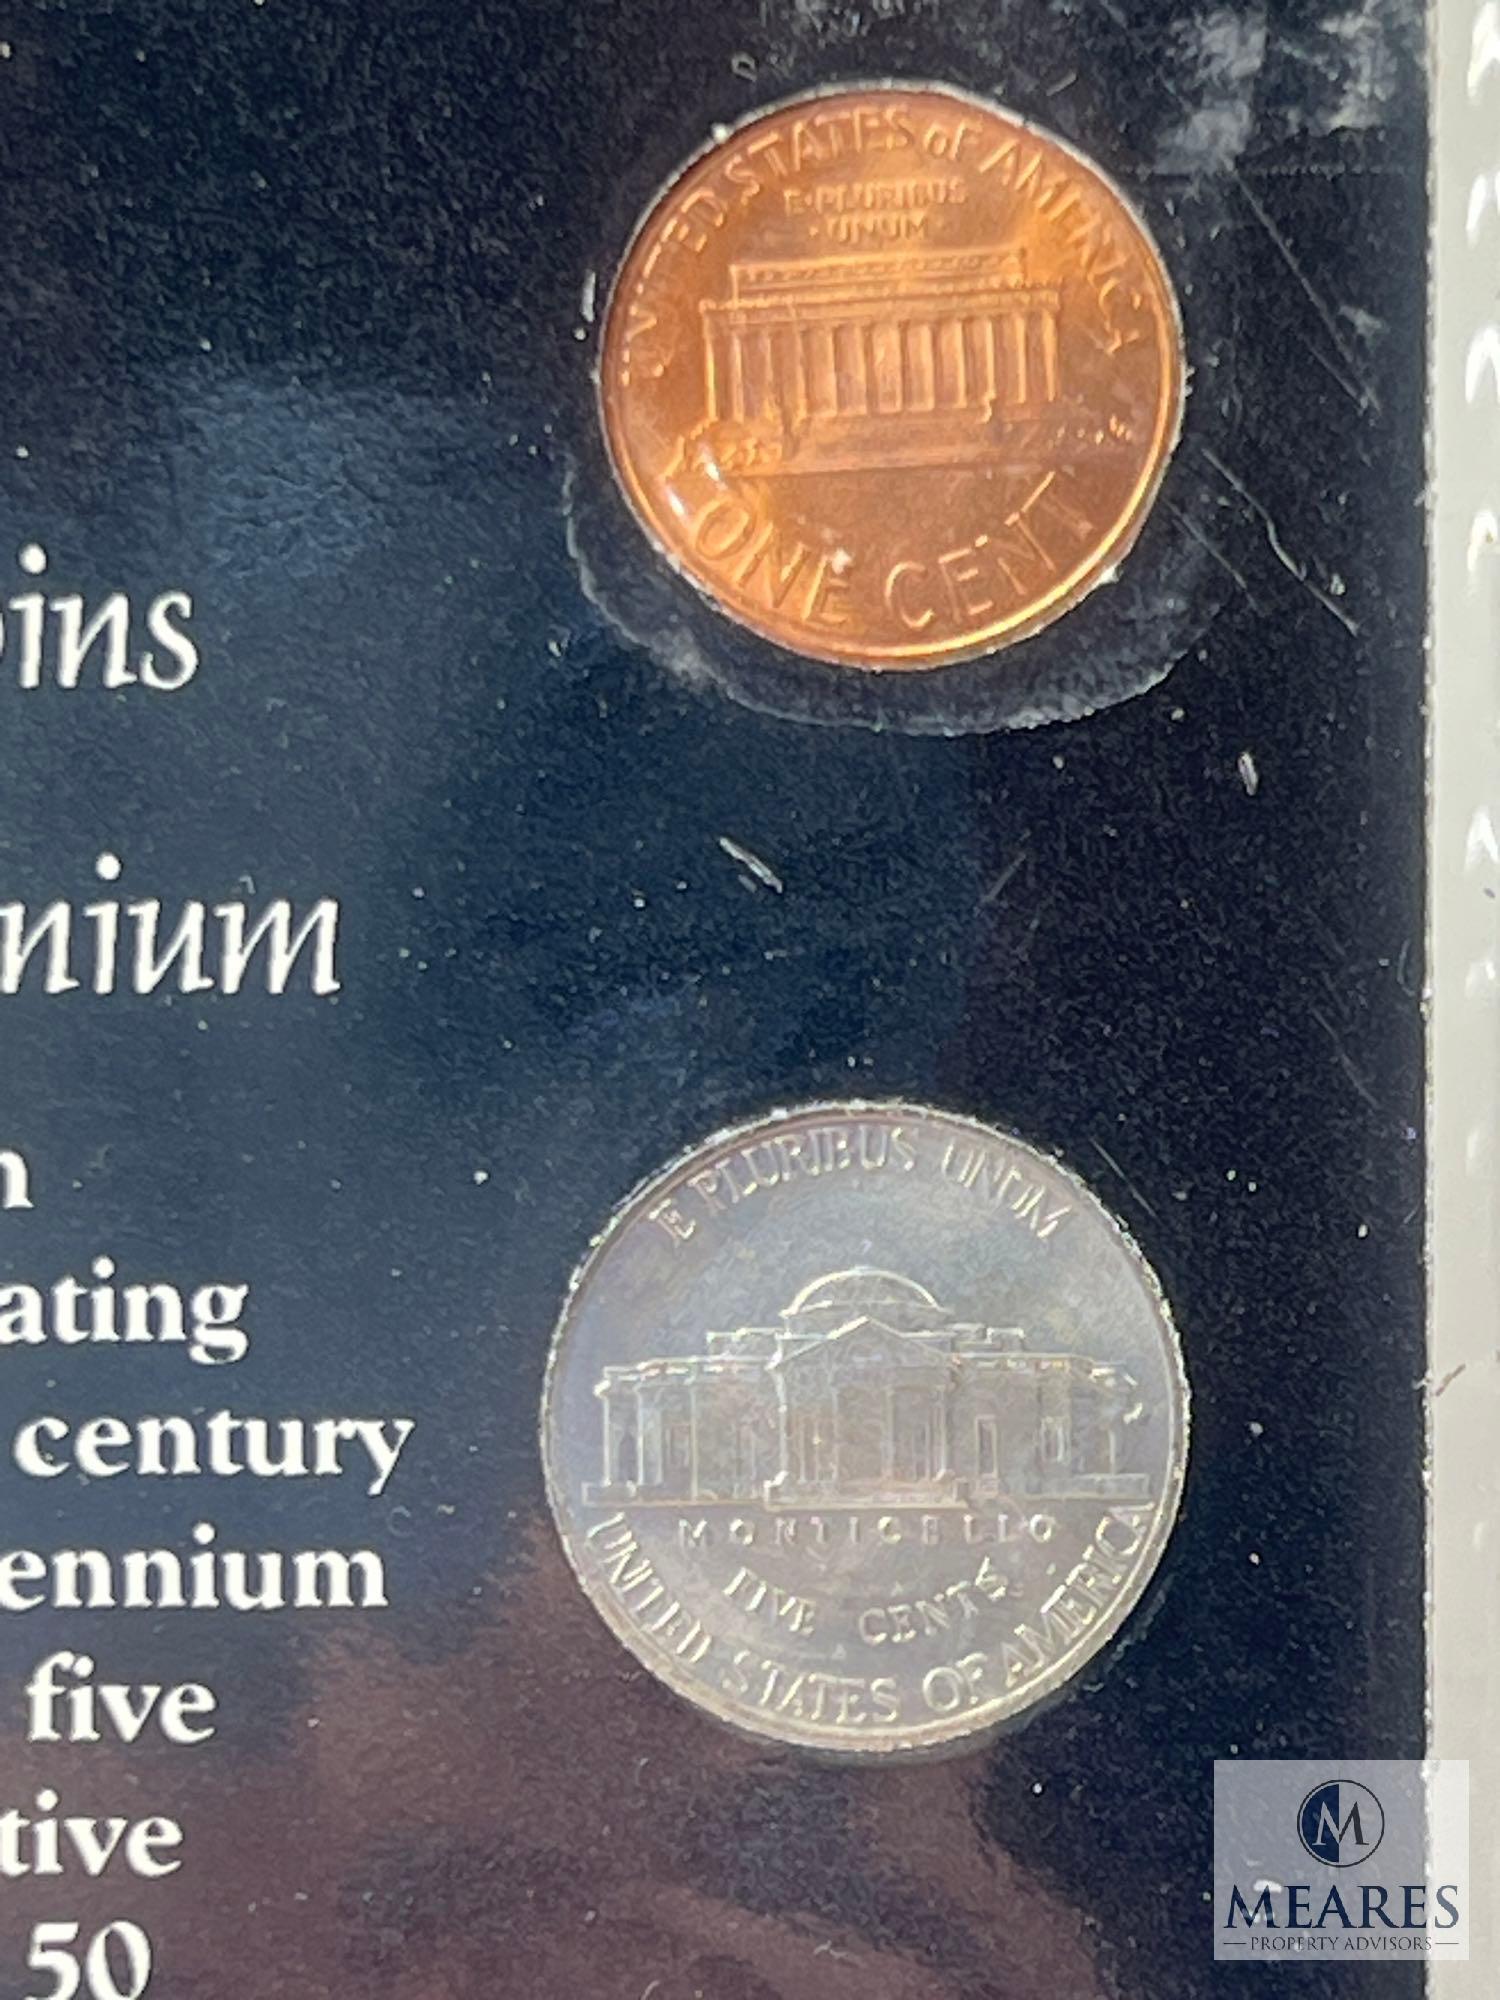 UNITED STATES OF AMERICA
E·PLURIBUS
·UNUM·
ONE CENT
ins
nium
E PLURIBUS UNUM
MONTICELLO
FIVE CENTS
UNITED STATES OF AMERICA
n
ating
century
ennium
five
tive
50
M
MEARES
PROPERTY ADVISORS